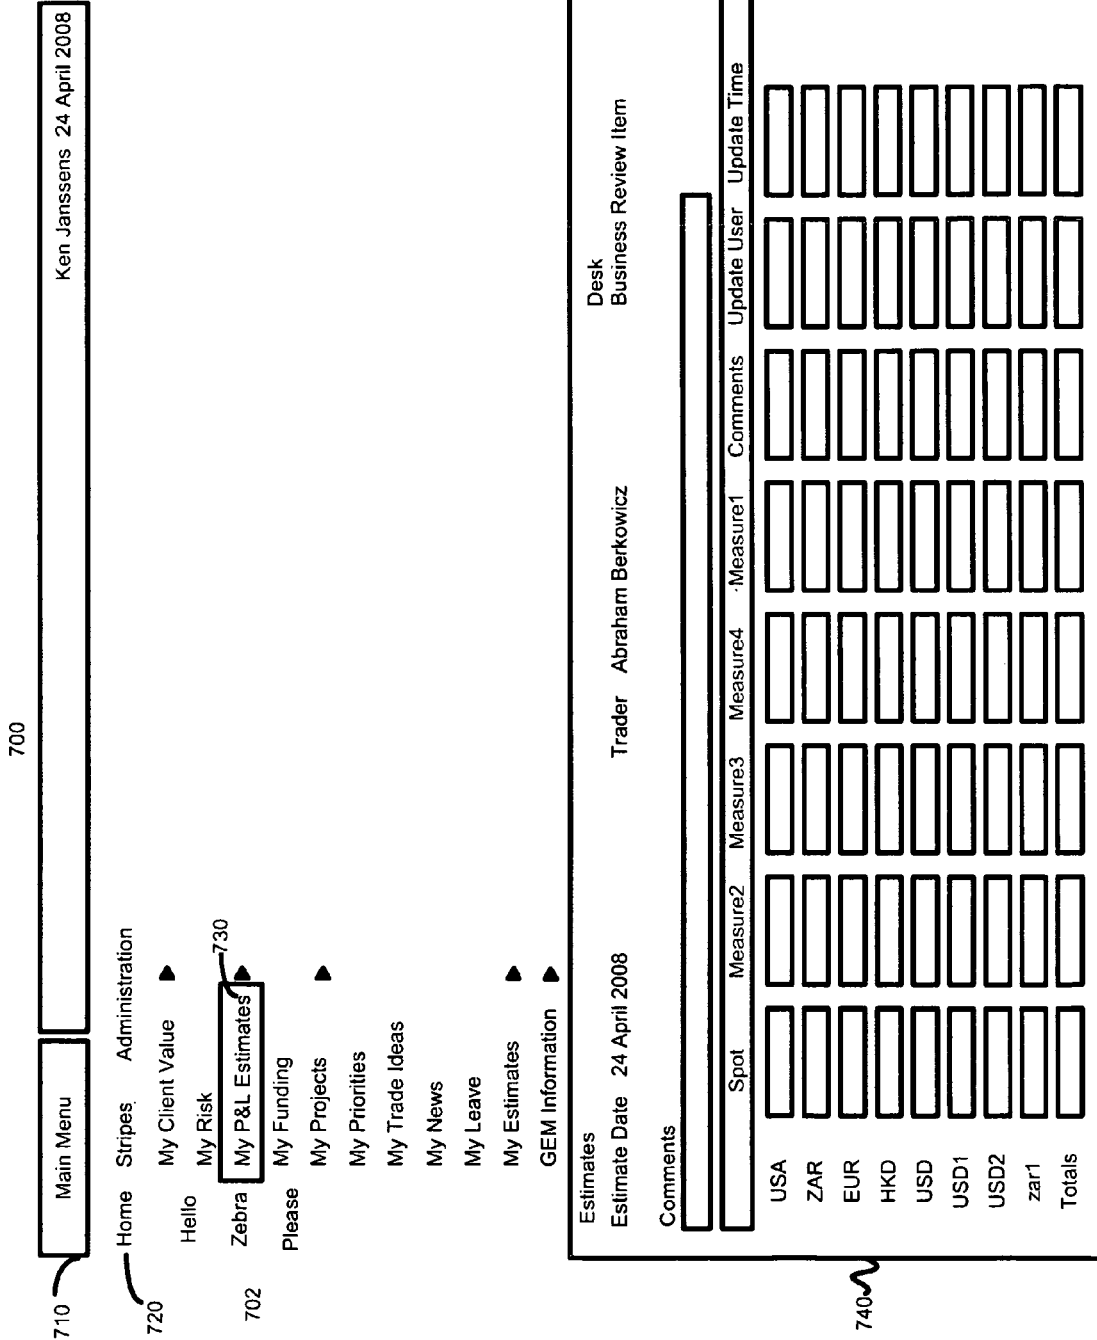 700
710
Main Menu
Ken Janssens 24 April 2008
720
Home Stripes Administration
702
Hello
Zebra
Please
My Client Value
My Risk
My P&L Estimates
730
My Funding
My Projects
My Priorities
My Trade Ideas
My News
My Leave
My Estimates
GEM Information
740
Estimates
Estimate Date 24 April 2008
Trader Abraham Berkowicz
Desk
Business Review Item
Comments
Spot Measure2 Measure3 Measure4 Measure1 Comments Update User Update Time
USA
ZAR
EUR
HKD
USD
USD1
USD2
zar1
Totals